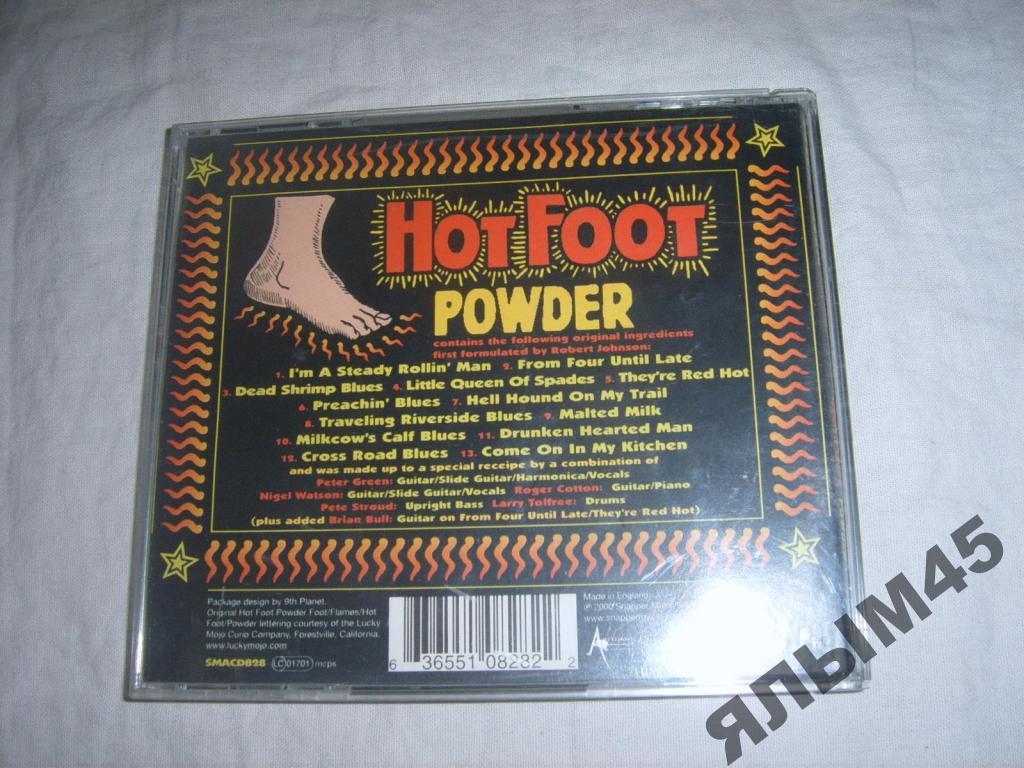 HOT FOOT
POWDER
contains the following original ingredients
first formulated by Robert Johnson:
1. I'm A Steady Rollin' Man 2. From Four Until Late
3. Dead Shrimp Blues 4. Little Queen Of Spades 5. They're Red Hot
6. Preachin' Blues 7. Hell Hound On My Trail
8. Traveling Riverside Blues 9. Malted Milk
10. Milkcow's Calf Blues 11. Drunken Hearted Man
12. Cross Road Blues 13. Come On In My Kitchen
and was made up to a special receipe by a combination of
Peter Green: Guitar/Slide Guitar/Harmonica/Vocals
Nigel Watson: Guitar/Slide Guitar/Vocals Roger Cotton: Guitar/Piano
Pete Stroud: Upright Bass Larry Tolfree: Drums
(plus added Brian Bull: Guitar on From Four Until Late/They're Red Hot)
Package design by 9th Planet.
Original Hot Foot Powder Foot/Flames/Hot
Foot/Powder lettering courtesy of the Lucky
Mojo Curio Company, Forestville, California.
www.luckymojo.com
SMACD828 LC 01701 mcps
6 36551 08282 2
Made in England
℗ 2000 Snapper
ЯЛЫМ45